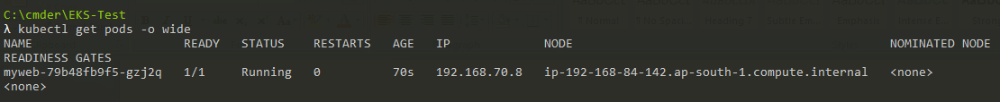 C:\cmder\EKS-Test
λ kubectl get pods -o wide
NAME READY STATUS RESTARTS AGE IP NODE NOMINATED NODE
READINESS GATES
myweb-79b48fb9f5-gzj2q 1/1 Running 0 70s 192.168.70.8 ip-192-168-84-142.ap-south-1.compute.internal <none>
<none>